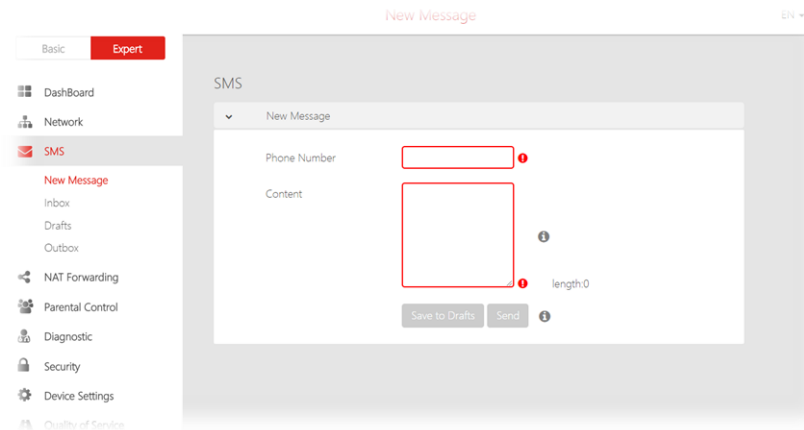 New Message
EN
Basic
Expert
DashBoard
Network
SMS
New Message
Inbox
Drafts
Outbox
NAT Forwarding
Parental Control
Diagnostic
Security
Device Settings
Quality of Service
SMS
New Message
Phone Number
Content
length:0
Save to Drafts
Send